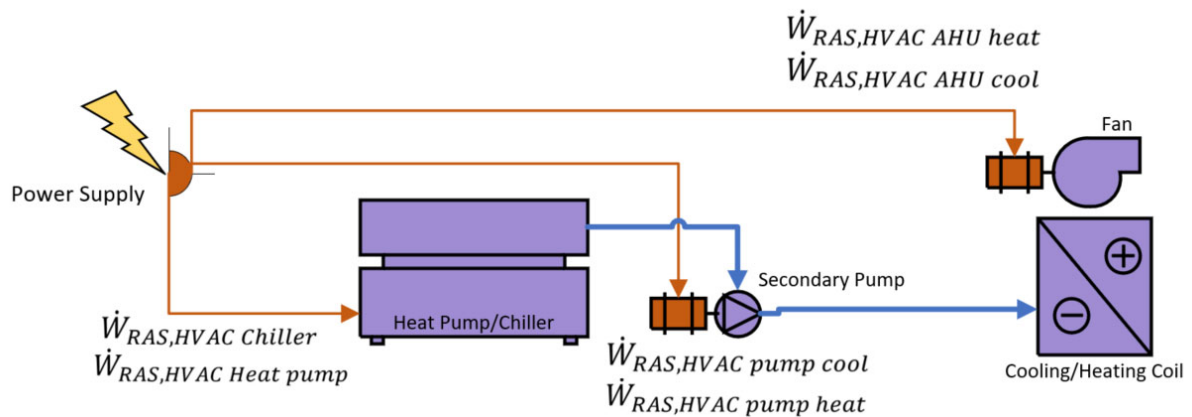 Ẇ_RAS,HVAC AHU heat
Ẇ_RAS,HVAC AHU cool
Fan
Power Supply
Secondary Pump
Heat Pump/Chiller
Ẇ_RAS,HVAC Chiller
Ẇ_RAS,HVAC Heat pump
Ẇ_RAS,HVAC pump cool
Ẇ_RAS,HVAC pump heat
Cooling/Heating Coil